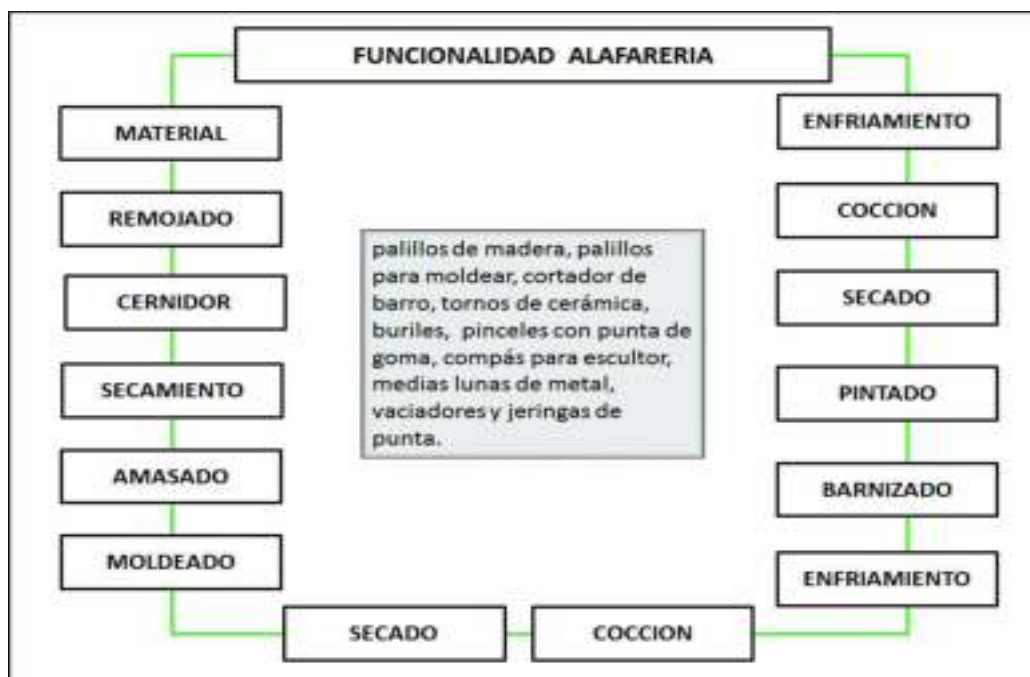 FUNCIONALIDAD ALAFARERIA
MATERIAL
REMOJADO
CERNIDOR
SECAMIENTO
AMASADO
MOLDEADO
SECADO
COCCION
ENFRIAMIENTO
BARNIZADO
PINTADO
SECADO
COCCION
ENFRIAMIENTO
palillos de madera, palillos
para moldear, cortador de
barro, tornos de cerámica,
buriles, pinceles con punta de
goma, compás para escultor,
medias lunas de metal,
vaciadores y jeringas de
punta.